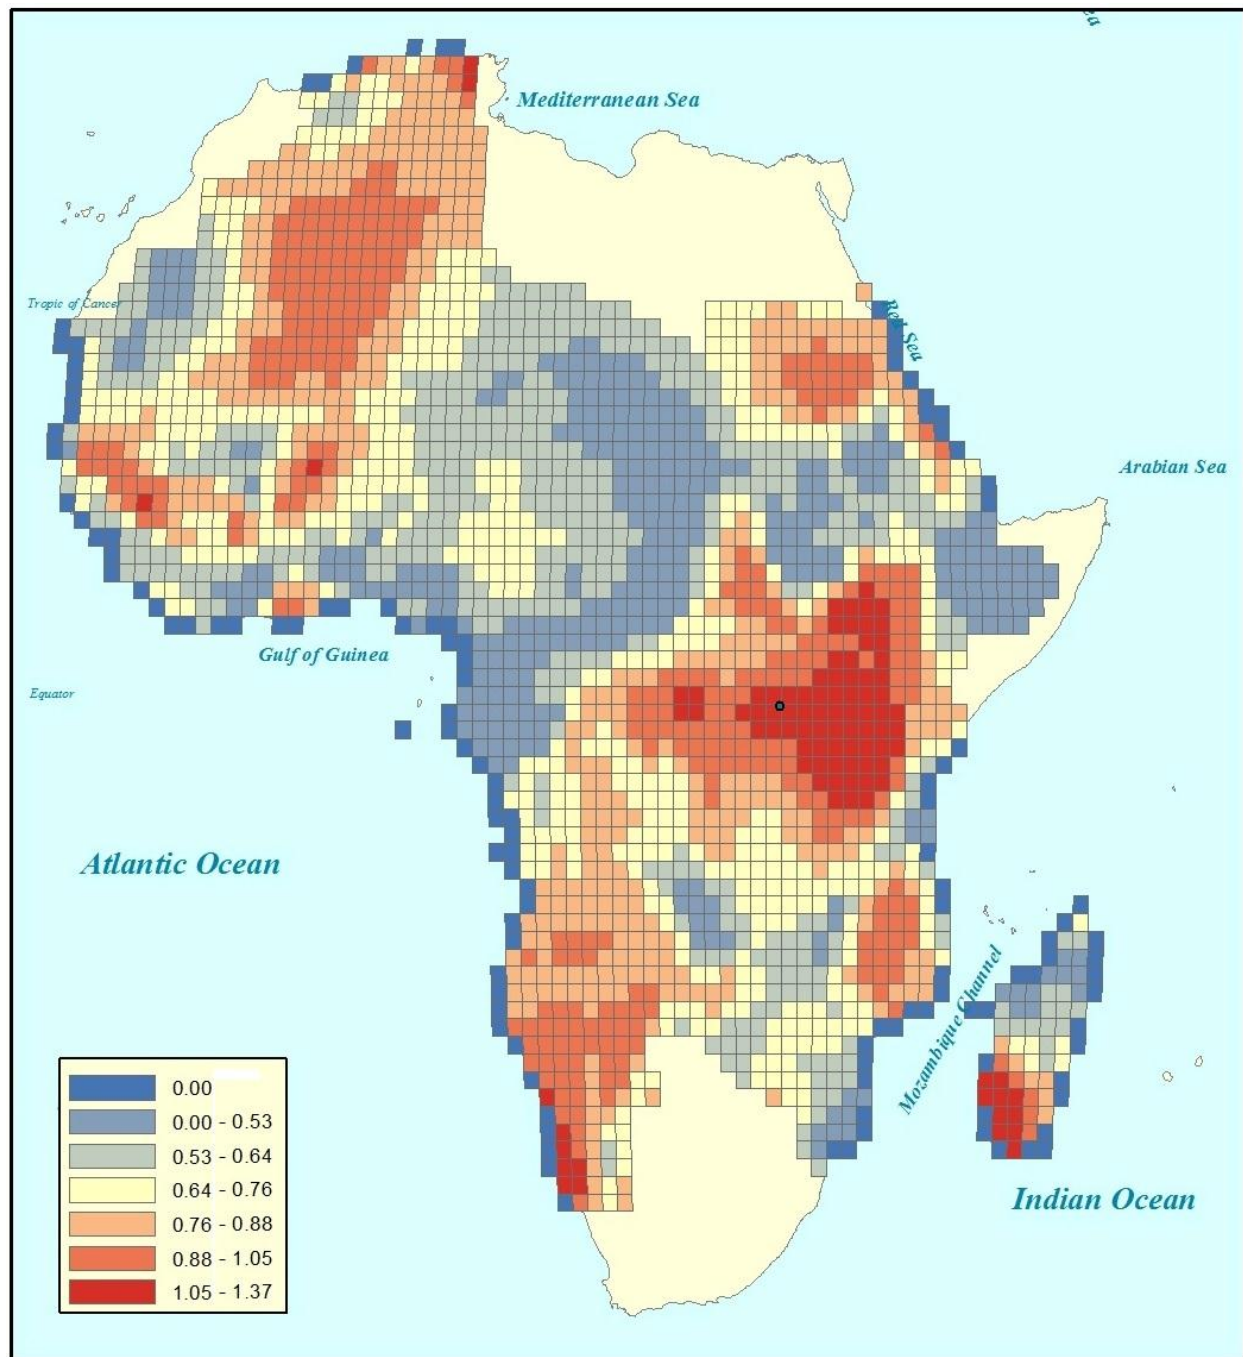 ea
Mediterranean Sea
Tropic of Cancer
Red Sea
Arabian Sea
Gulf of Guinea
Equator
Atlantic Ocean
Mozambique Channel
Indian Ocean
0.00
0.00 - 0.53
0.53 - 0.64
0.64 - 0.76
0.76 - 0.88
0.88 - 1.05
1.05 - 1.37